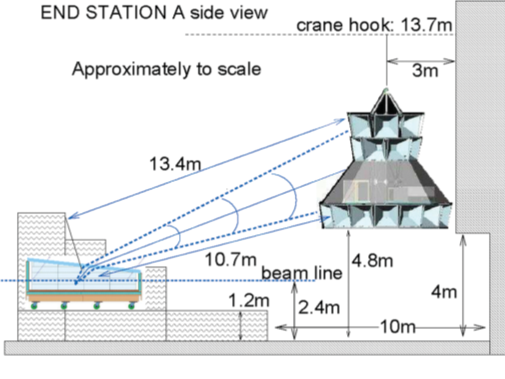 END STATION A side view
crane hook: 13.7m
3m
Approximately to scale
13.4m
10.7m
beam line
4.8m
1.2m
2.4m
4m
10m